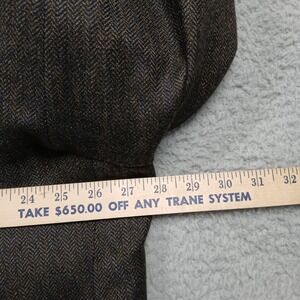 24 25 26 27 28 29 30 31 32
TAKE $650.00 OFF ANY TRANE SYSTEM